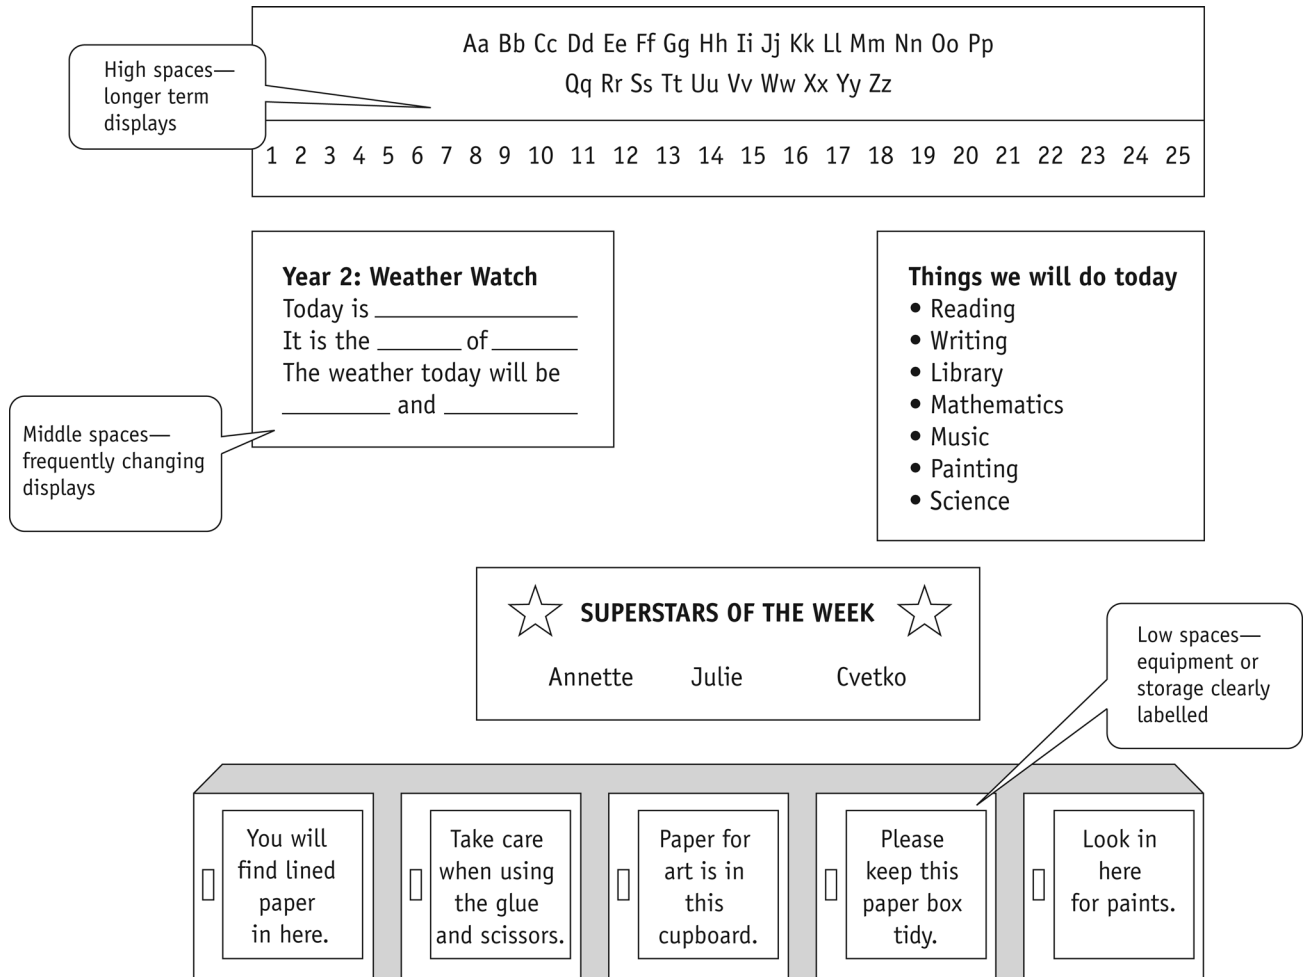 Aa Bb Cc Dd Ee Ff Gg Hh Ii Jj Kk Ll Mm Nn Oo Pp
Qq Rr Ss Tt Uu Vv Ww Xx Yy Zz
High spaces—
longer term
displays
1 2 3 4 5 6 7 8 9 10 11 12 13 14 15 16 17 18 19 20 21 22 23 24 25
Year 2: Weather Watch
Today is _______________
It is the ______ of ______
The weather today will be
________ and __________
Middle spaces—
frequently changing
displays
Things we will do today
• Reading
• Writing
• Library
• Mathematics
• Music
• Painting
• Science
SUPERSTARS OF THE WEEK
Annette Julie Cvetko
Low spaces—
equipment or
storage clearly
labelled
You will
find lined
paper
in here.
Take care
when using
the glue
and scissors.
Paper for
art is in
this
cupboard.
Please
keep this
paper box
tidy.
Look in
here
for paints.